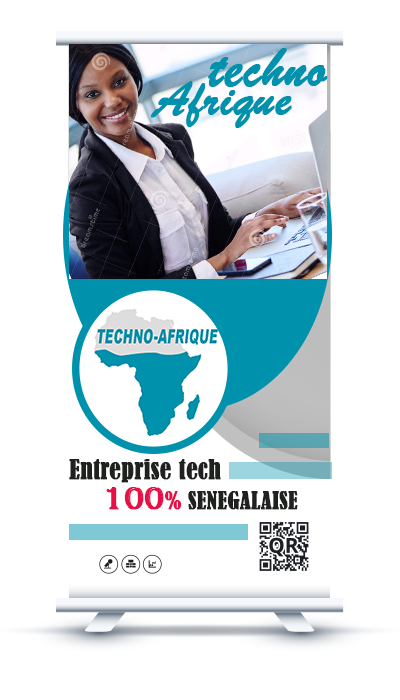 techno
Afrique
TECHNO-AFRIQUE
Entreprise tech
100% SENEGALAISE
QR